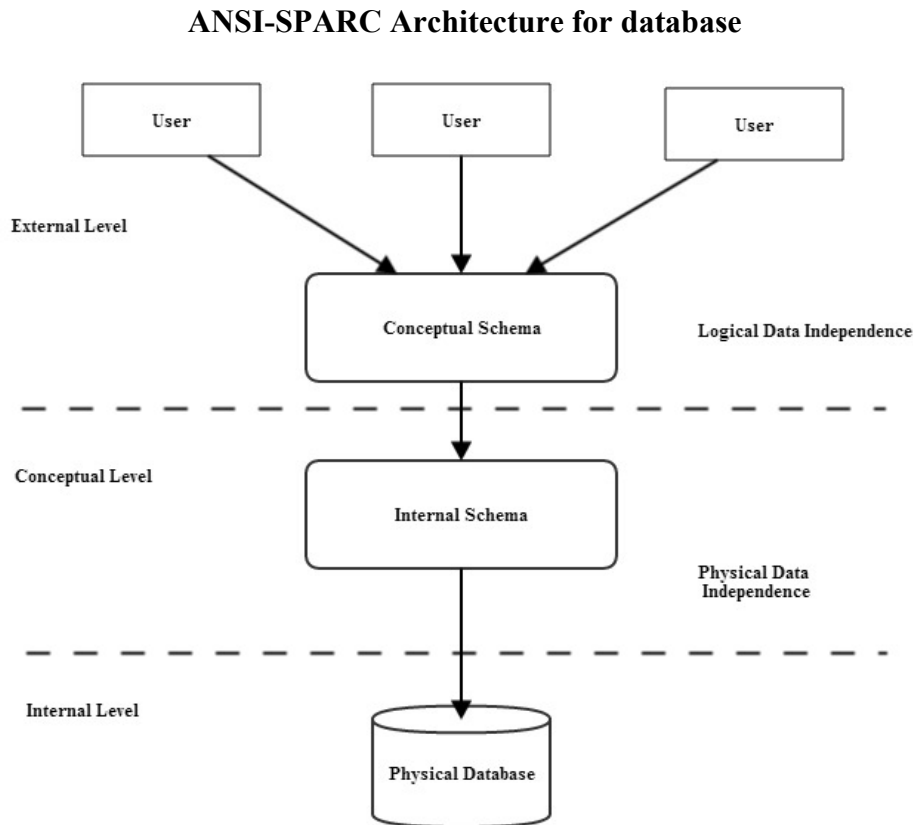 ANSI-SPARC Architecture for database
User
User
User
External Level
Conceptual Schema
Logical Data Independence
Conceptual Level
Internal Schema
Physical Data
Independence
Internal Level
Physical Database